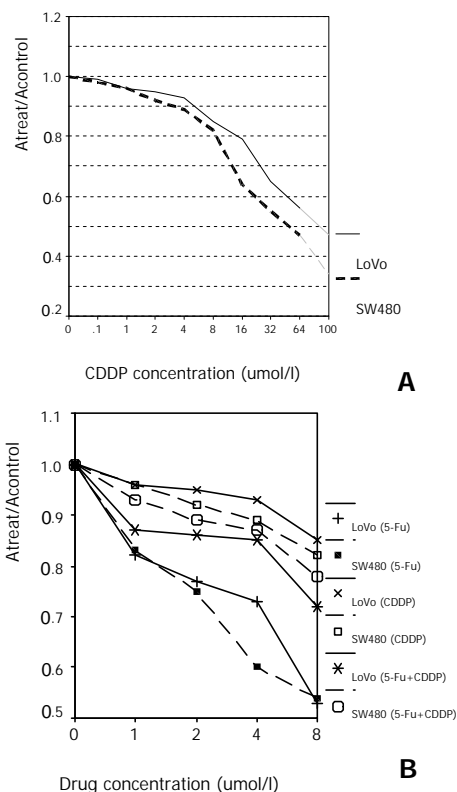 1.2
1.0
0.8
0.6
0.4
0.2
Atreat/Acontrol
0 .1 1 2 4 8 16 32 64 100
LoVo
SW480
CDDP concentration (umol/l)
A
1.1
1.0
0.9
0.8
0.7
0.6
0.5
Atreat/Acontrol
0 1 2 4 8
LoVo (5-Fu)
SW480 (5-Fu)
LoVo (CDDP)
SW480 (CDDP)
LoVo (5-Fu+CDDP)
SW480 (5-Fu+CDDP)
Drug concentration (umol/l)
B